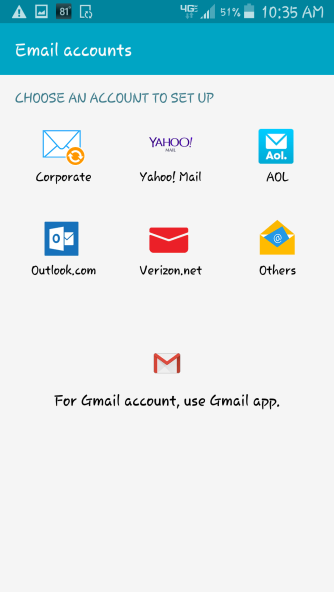 81° 4G 51% 10:35 AM
Email accounts
CHOOSE AN ACCOUNT TO SET UP
YAHOO! Aol.
MAIL
Corporate Yahoo! Mail AOL
O
Outlook.com Verizon.net Others
@
M
For Gmail account, use Gmail app.